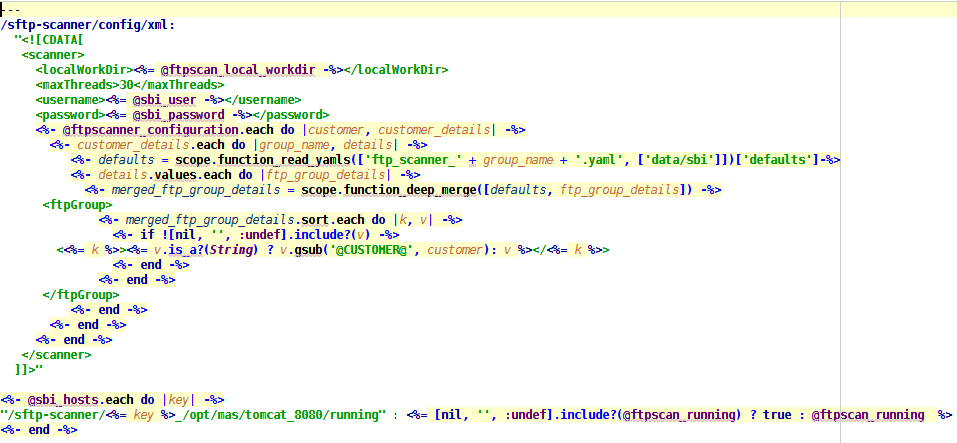 ---
/sftp-scanner/config/xml:
"<![CDATA[
<scanner>
<localWorkDir><%= @ftpscan_local_workdir -%></localWorkDir>
<maxThreads>30</maxThreads>
<username><%= @sbi_user -%></username>
<password><%= @sbi_password -%></password>
<%- @ftpscanner_configuration.each do |customer, customer_details| -%>
<%- customer_details.each do |group_name, details| -%>
<%- defaults = scope.function_read_yamls(['ftp_scanner_' + group_name + '.yaml', ['data/sbi']])['defaults']-%>
<%- details.values.each do |ftp_group_details| -%>
<%- merged_ftp_group_details = scope.function_deep_merge([defaults, ftp_group_details]) -%>
<ftpGroup>
<%- merged_ftp_group_details.sort.each do |k, v| -%>
<%- if ![nil, '', :undef].include?(v) -%>
<<%= k %>><%= v.is_a?(String) ? v.gsub('@CUSTOMER@', customer): v %></<%= k %>>
<%- end -%>
<%- end -%>
</ftpGroup>
<%- end -%>
<%- end -%>
<%- end -%>
</scanner>
]]>"
<%- @sbi_hosts.each do |key| -%>
"/sftp-scanner/<%= key %>_/opt/mas/tomcat_8080/running" : <%= [nil, '', :undef].include?(@ftpscan_running) ? true : @ftpscan_running %>
<%- end -%>